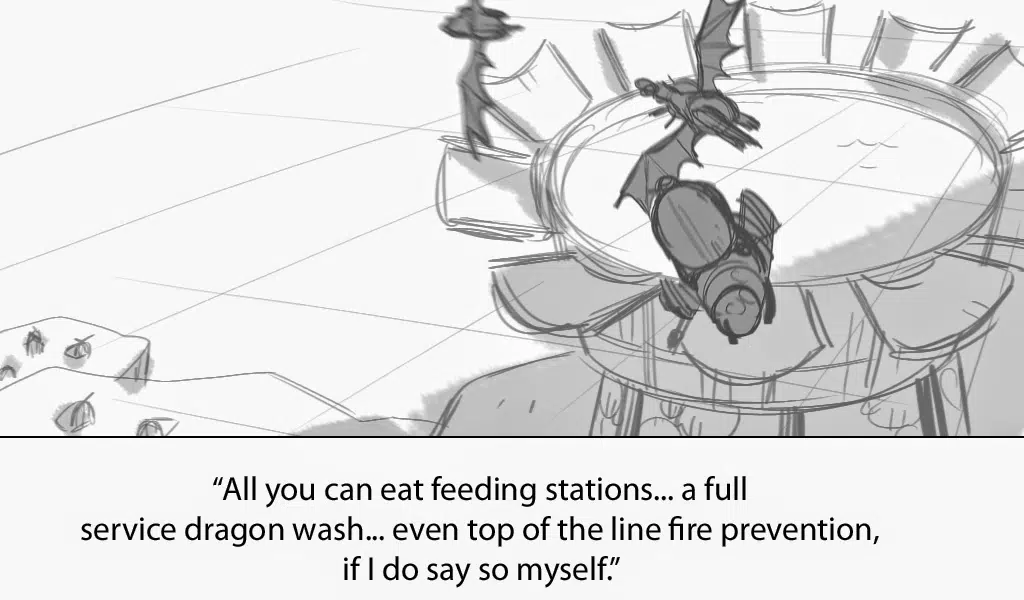 “All you can eat feeding stations... a full
service dragon wash... even top of the line fire prevention,
if I do say so myself.”